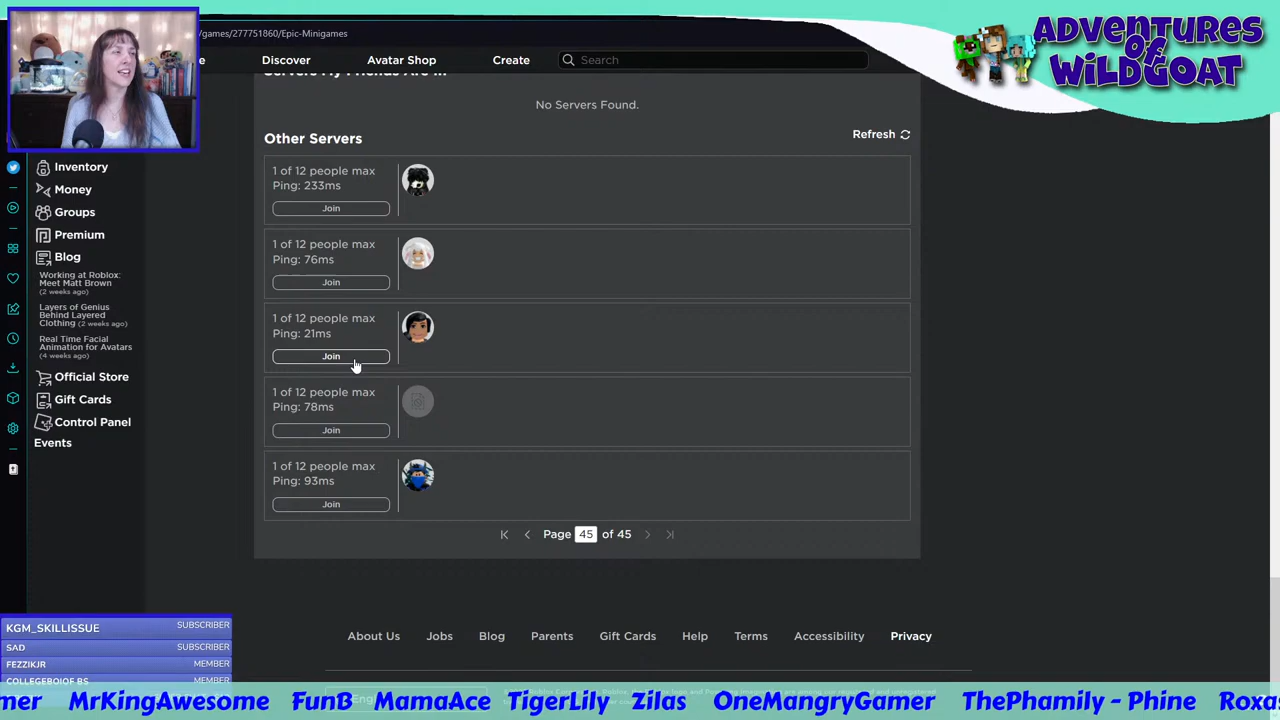 /games/277751860/Epic-Minigames
Discover
Avatar Shop
Create
Search
ADVENTURES
OF
WILDGOAT
No Servers Found.
Other Servers
Refresh
1 of 12 people max
Ping: 233ms
Join
1 of 12 people max
Ping: 76ms
Join
1 of 12 people max
Ping: 21ms
Join
1 of 12 people max
Ping: 78ms
Join
1 of 12 people max
Ping: 93ms
Join
Page 45 of 45
Inventory
Money
Groups
Premium
Blog
Working at Roblox:
Meet Matt Brown
(2 weeks ago)
Layers of Genius
Behind Layered
Clothing (2 weeks ago)
Real Time Facial
Animation for Avatars
(4 weeks ago)
Official Store
Gift Cards
Control Panel
Events
About Us Jobs Blog Parents Gift Cards Help Terms Accessibility Privacy
KGM_SKILLISSUE SUBSCRIBER
SAD SUBSCRIBER
FEZZIKJR MEMBER
COLLEGEBOIOF BS MEMBER
mer MrKingAwesome FunB MamaAce TigerLily Zilas OneMangryGamer ThePhamily - Phine Roxa